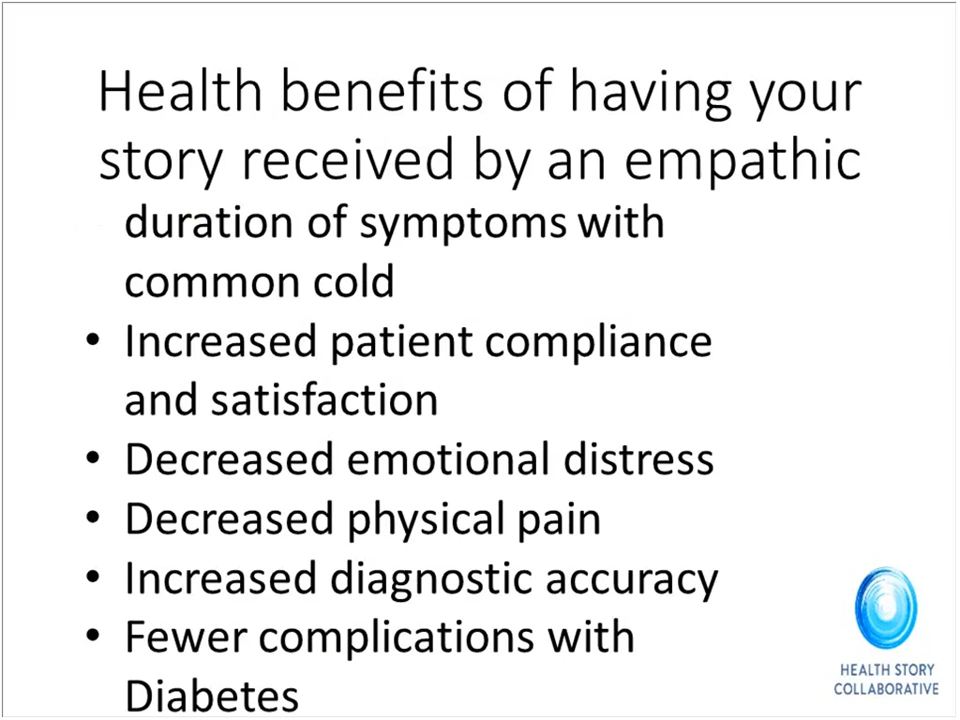 Health benefits of having your
story received by an empathic
duration of symptoms with
common cold
• Increased patient compliance
and satisfaction
• Decreased emotional distress
• Decreased physical pain
• Increased diagnostic accuracy
• Fewer complications with
Diabetes
HEALTH STORY
COLLABORATIVE